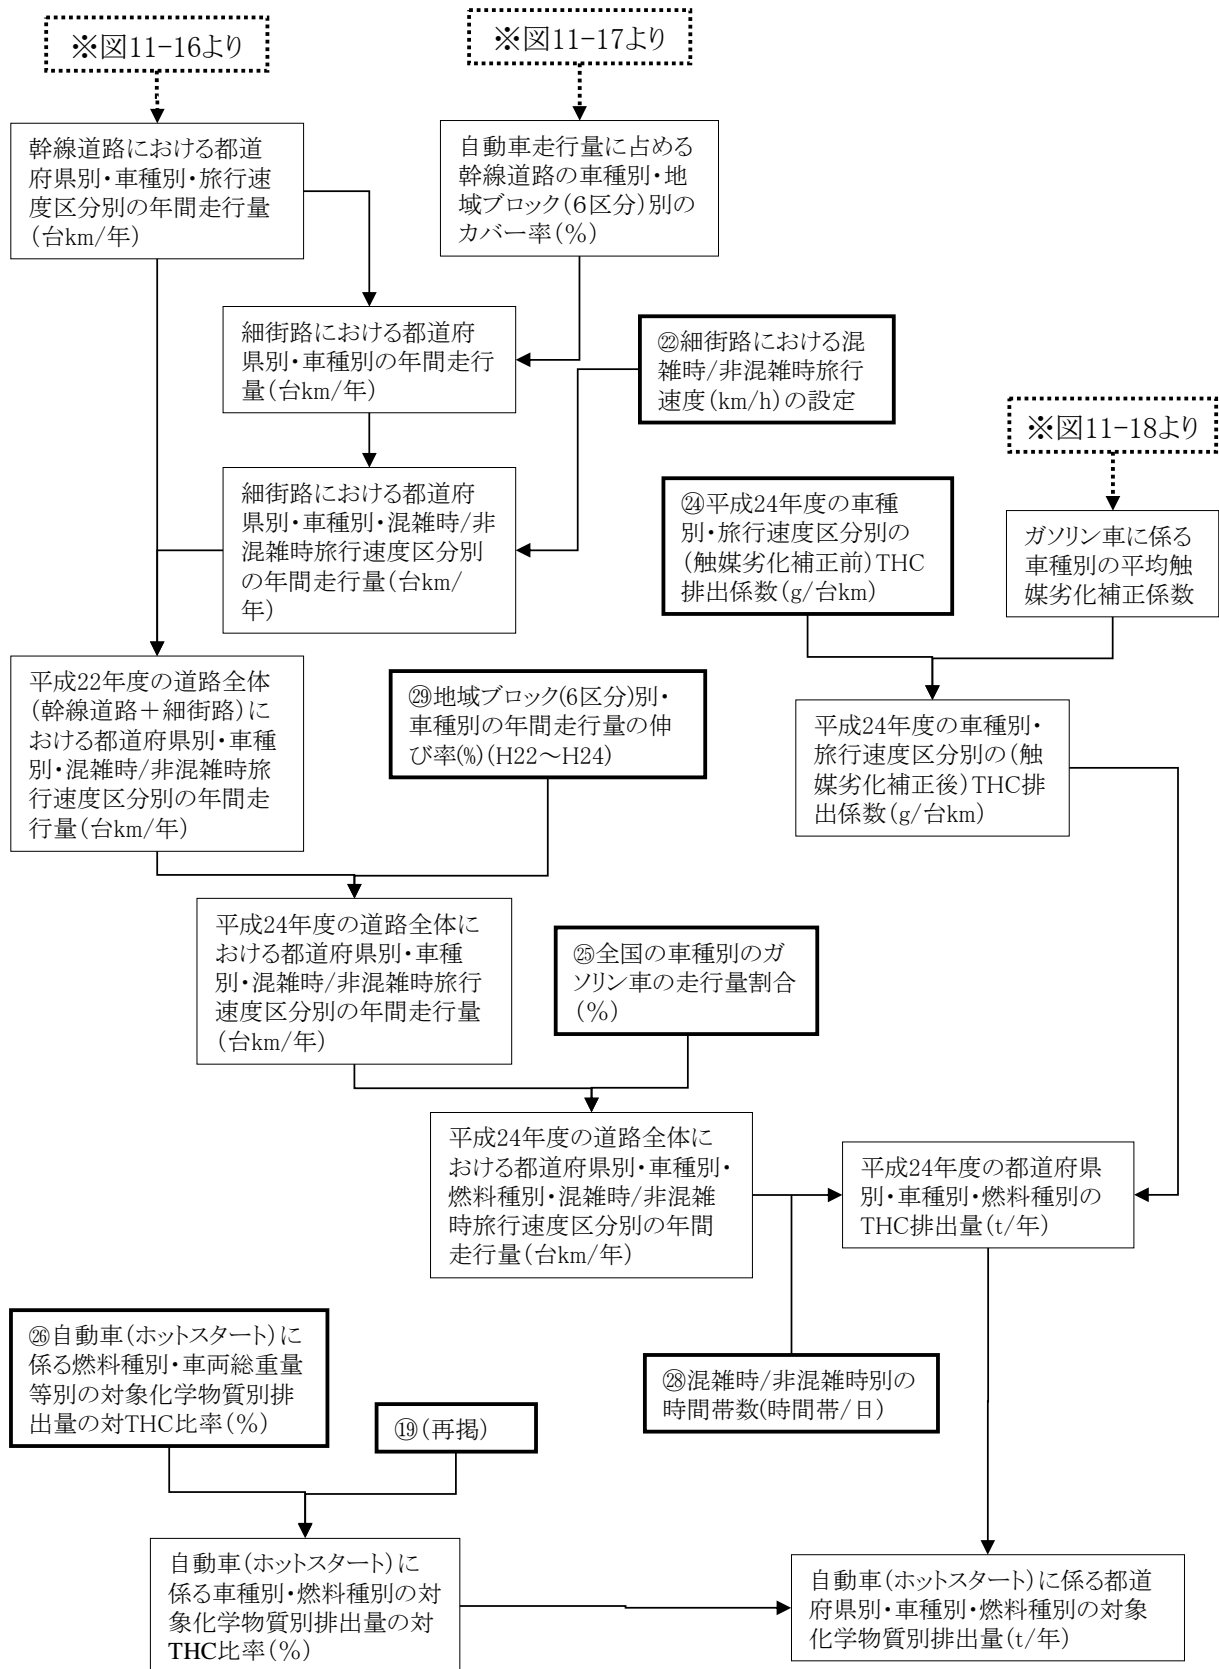 ※図11-16より
※図11-17より
幹線道路における都道
府県別・車種別・旅行速
度区分別の年間走行量
(台km/年)
自動車走行量に占める
幹線道路の車種別・地
域ブロック(6区分)別の
カバー率(%)
細街路における都道府
県別・車種別の年間走行
量(台km/年)
㉒細街路における混
雑時/非混雑時旅行
速度(km/h)の設定
※図11-18より
細街路における都道府
県別・車種別・混雑時/非
混雑時旅行速度区分別
の年間走行量(台km/
年)
㉔平成24年度の車種
別・旅行速度区分別の
(触媒劣化補正前)THC
排出係数(g/台km)
ガソリン車に係る
車種別の平均触
媒劣化補正係数
平成22年度の道路全体
(幹線道路+細街路)に
おける都道府県別・車種
別・混雑時/非混雑時旅
行速度区分別の年間走
行量(台km/年)
㉙地域ブロック(6区分)別・
車種別の年間走行量の伸
び率(%)(H22～H24)
平成24年度の車種別・
旅行速度区分別の(触
媒劣化補正後)THC排
出係数(g/台km)
平成24年度の道路全体に
おける都道府県別・車種
別・混雑時/非混雑時旅行
速度区分別の年間走行量
(台km/年)
㉕全国の車種別のガ
ソリン車の走行量割合
(%)
平成24年度の道路全体に
おける都道府県別・車種別・
燃料種別・混雑時/非混雑
時旅行速度区分別の年間
走行量(台km/年)
平成24年度の都道府県
別・車種別・燃料種別の
THC排出量(t/年)
㉖自動車(ホットスタート)に
係る燃料種別・車両総重量
等別の対象化学物質別排
出量の対THC比率(%)
⑲(再掲)
㉘混雑時/非混雑時別の
時間帯数(時間帯/日)
自動車(ホットスタート)に
係る車種別・燃料種別の対
象化学物質別排出量の対
THC比率(%)
自動車(ホットスタート)に係る都道
府県別・車種別・燃料種別の対象
化学物質別排出量(t/年)